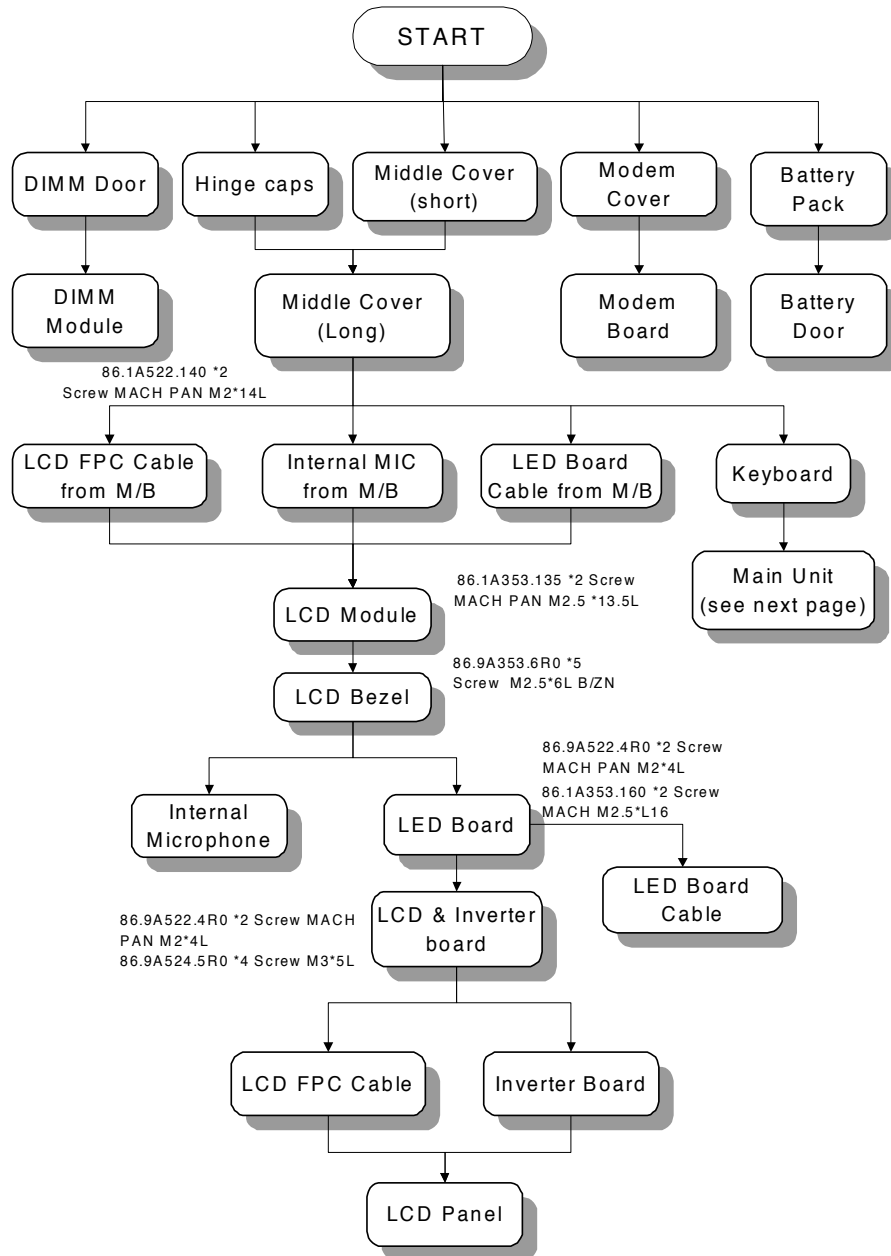 START
DIMM Door
Hinge caps
Middle Cover
(short)
Modem
Cover
Battery
Pack
DIMM
Module
Middle Cover
(Long)
Modem
Board
Battery
Door
86.1A522.140 *2
Screw MACH PAN M2*14L
LCD FPC Cable
from M/B
Internal MIC
from M/B
LED Board
Cable from M/B
Keyboard
Main Unit
(see next page)
86.1A353.135 *2 Screw
MACH PAN M2.5 *13.5L
LCD Module
86.9A353.6R0 *5
Screw M2.5*6L B/ZN
LCD Bezel
86.9A522.4R0 *2 Screw
MACH PAN M2*4L
86.1A353.160 *2 Screw
MACH M2.5*L16
Internal
Microphone
LED Board
LED Board
Cable
86.9A522.4R0 *2 Screw MACH
PAN M2*4L
86.9A524.5R0 *4 Screw M3*5L
LCD & Inverter
board
LCD FPC Cable
Inverter Board
LCD Panel